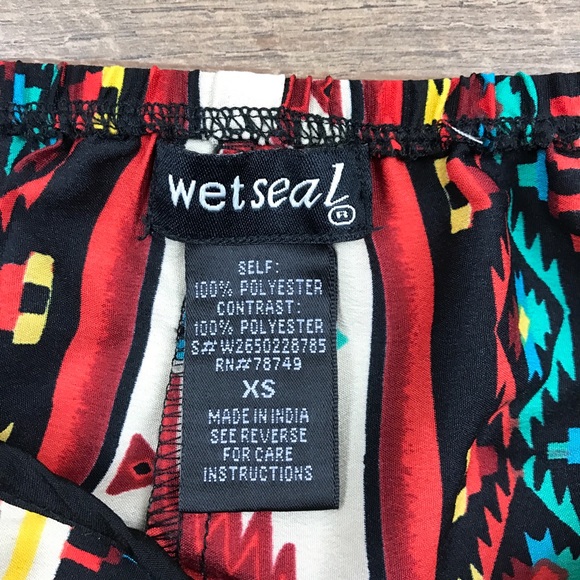 wetseal®
SELF:
100% POLYESTER
CONTRAST:
100% POLYESTER
S# W2650228785
RN# 78749
XS
MADE IN INDIA
SEE REVERSE
FOR CARE
INSTRUCTIONS